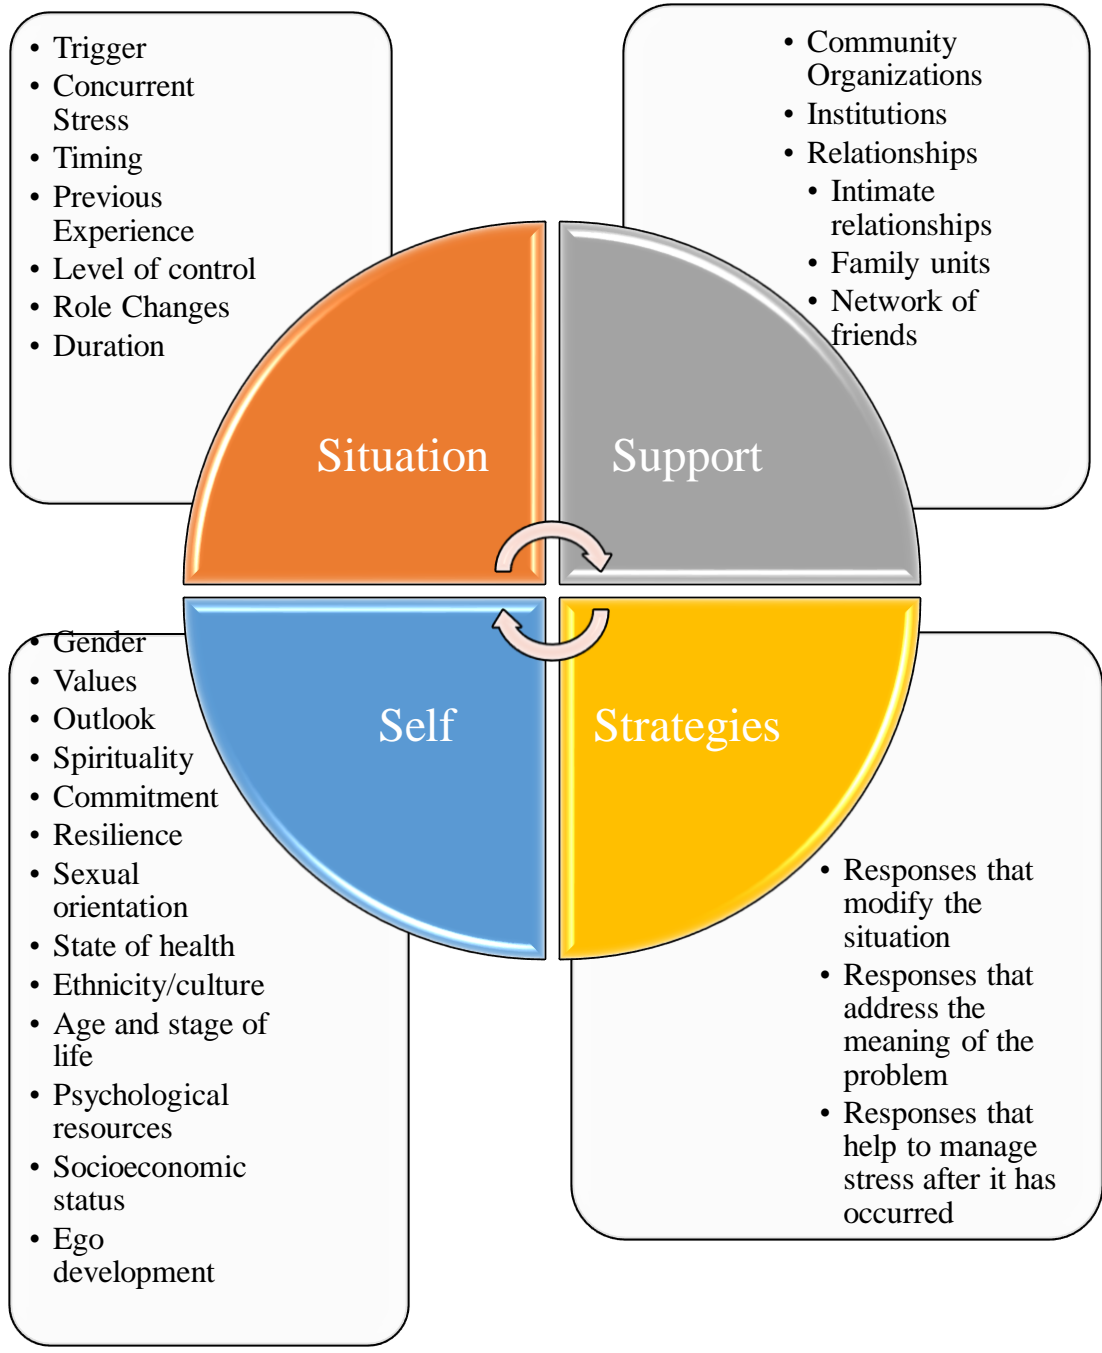 • Trigger
• Concurrent
Stress
• Timing
• Previous
Experience
• Level of control
• Role Changes
• Duration
• Community
Organizations
• Institutions
• Relationships
• Intimate
relationships
• Family units
• Network of
friends
Situation
Support
Self
Strategies
• Gender
• Values
• Outlook
• Spirituality
• Commitment
• Resilience
• Sexual
orientation
• State of health
• Ethnicity/culture
• Age and stage of
life
• Psychological
resources
• Socioeconomic
status
• Ego
development
• Responses that
modify the
situation
• Responses that
address the
meaning of the
problem
• Responses that
help to manage
stress after it has
occurred